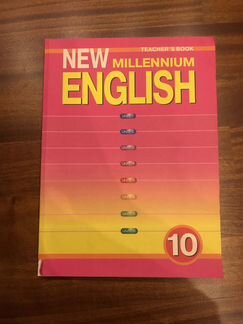 TEACHER'S BOOK
NEW MILLENNIUM
ENGLISH
10